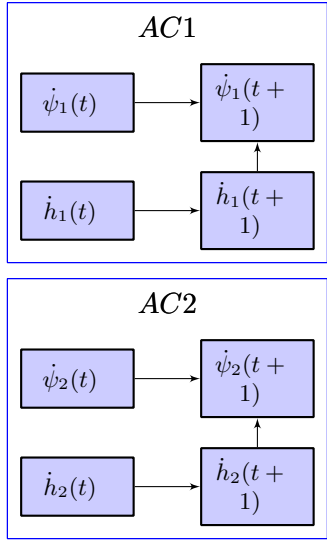 AC1
ψ̇₁(t)
ψ̇₁(t +
1)
ḣ₁(t)
ḣ₁(t +
1)
AC2
ψ̇₂(t)
ψ̇₂(t +
1)
ḣ₂(t)
ḣ₂(t +
1)